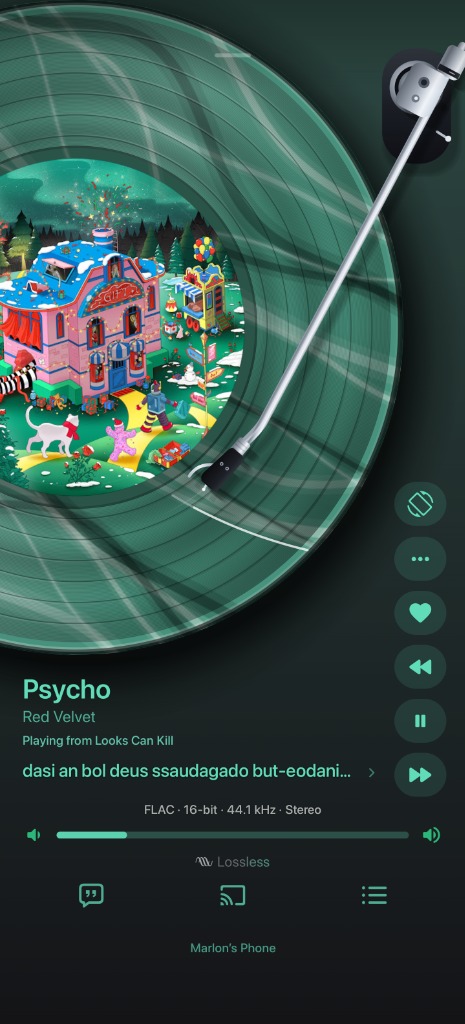 Psycho
Red Velvet
Playing from Looks Can Kill
dasi an bol deus ssaudagado but-eodani...
FLAC · 16-bit · 44.1 kHz · Stereo
Lossless
Marlon's Phone